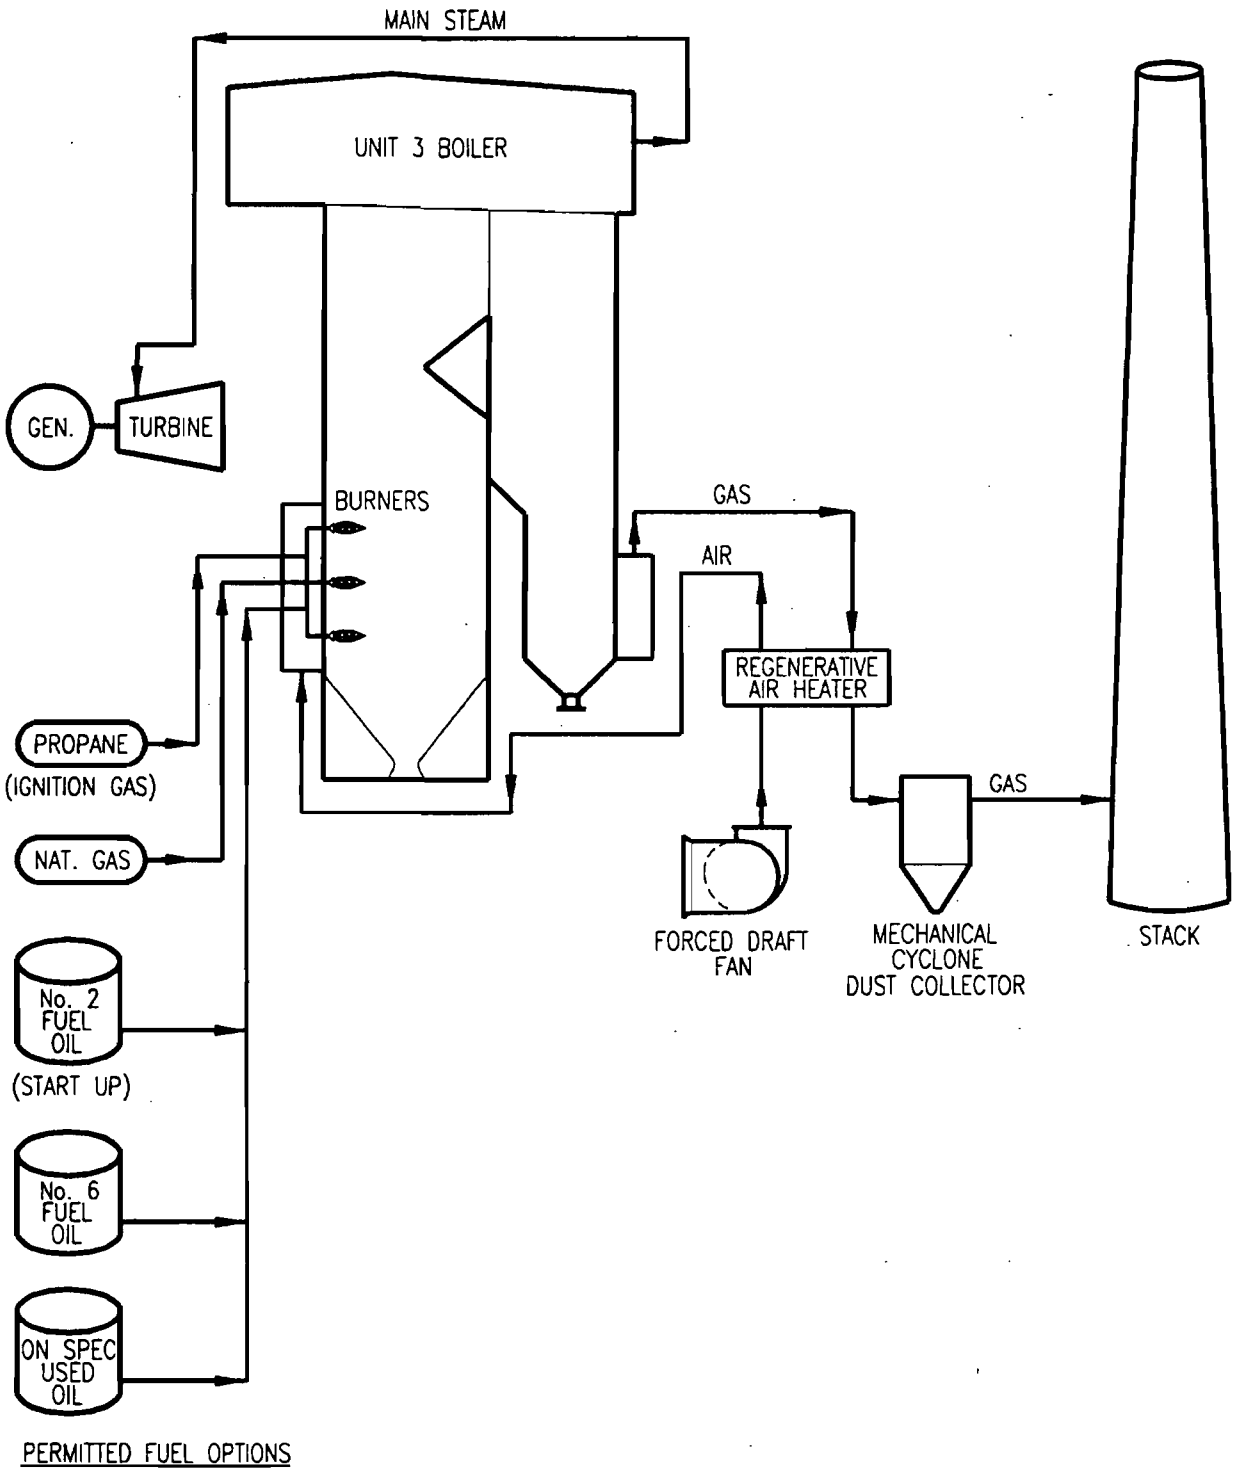 MAIN STEAM
UNIT 3 BOILER
GEN.
TURBINE
BURNERS
GAS
AIR
REGENERATIVE
AIR HEATER
PROPANE
(IGNITION GAS)
GAS
NAT. GAS
FORCED DRAFT
FAN
MECHANICAL
CYCLONE
DUST COLLECTOR
STACK
No. 2
FUEL
OIL
(START UP)
No. 6
FUEL
OIL
ON SPEC
USED
OIL
PERMITTED FUEL OPTIONS